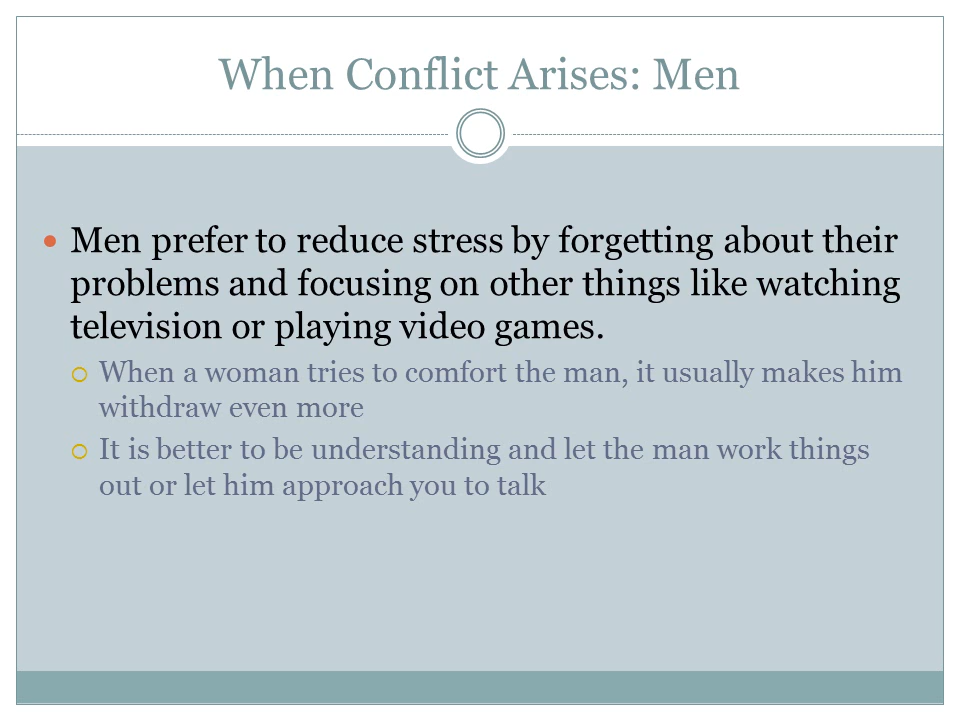 When Conflict Arises: Men
Men prefer to reduce stress by forgetting about their
problems and focusing on other things like watching
television or playing video games.
When a woman tries to comfort the man, it usually makes him
withdraw even more
It is better to be understanding and let the man work things
out or let him approach you to talk